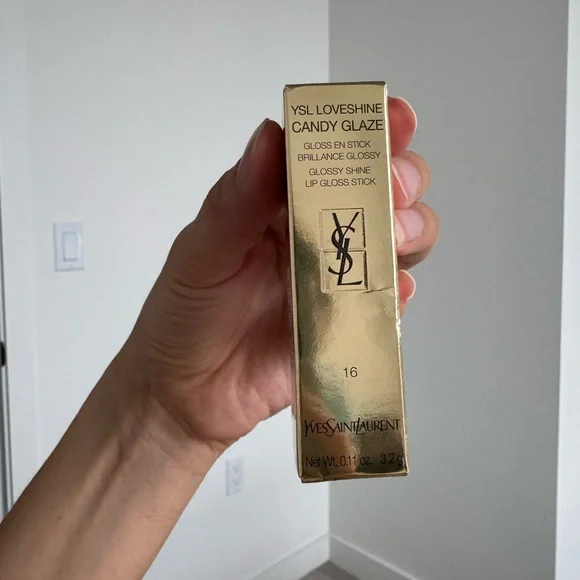 YSL LOVESHINE
CANDY GLAZE
GLOSS EN STICK
BRILLANCE GLOSSY
GLOSSY SHINE
LIP GLOSS STICK
YSL
16
YVESSAINTLAURENT
Net Wt. 0.11 oz. 3.2 g